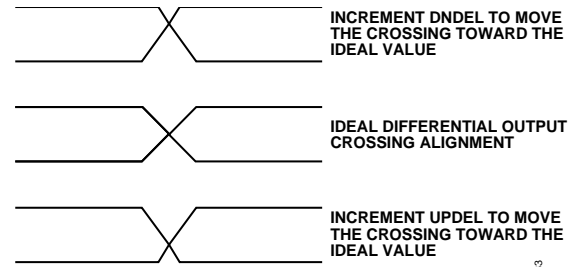 INCREMENT DNDEL TO MOVE
THE CROSSING TOWARD THE
IDEAL VALUE
IDEAL DIFFERENTIAL OUTPUT
CROSSING ALIGNMENT
INCREMENT UPDEL TO MOVE
THE CROSSING TOWARD THE
IDEAL VALUE
3